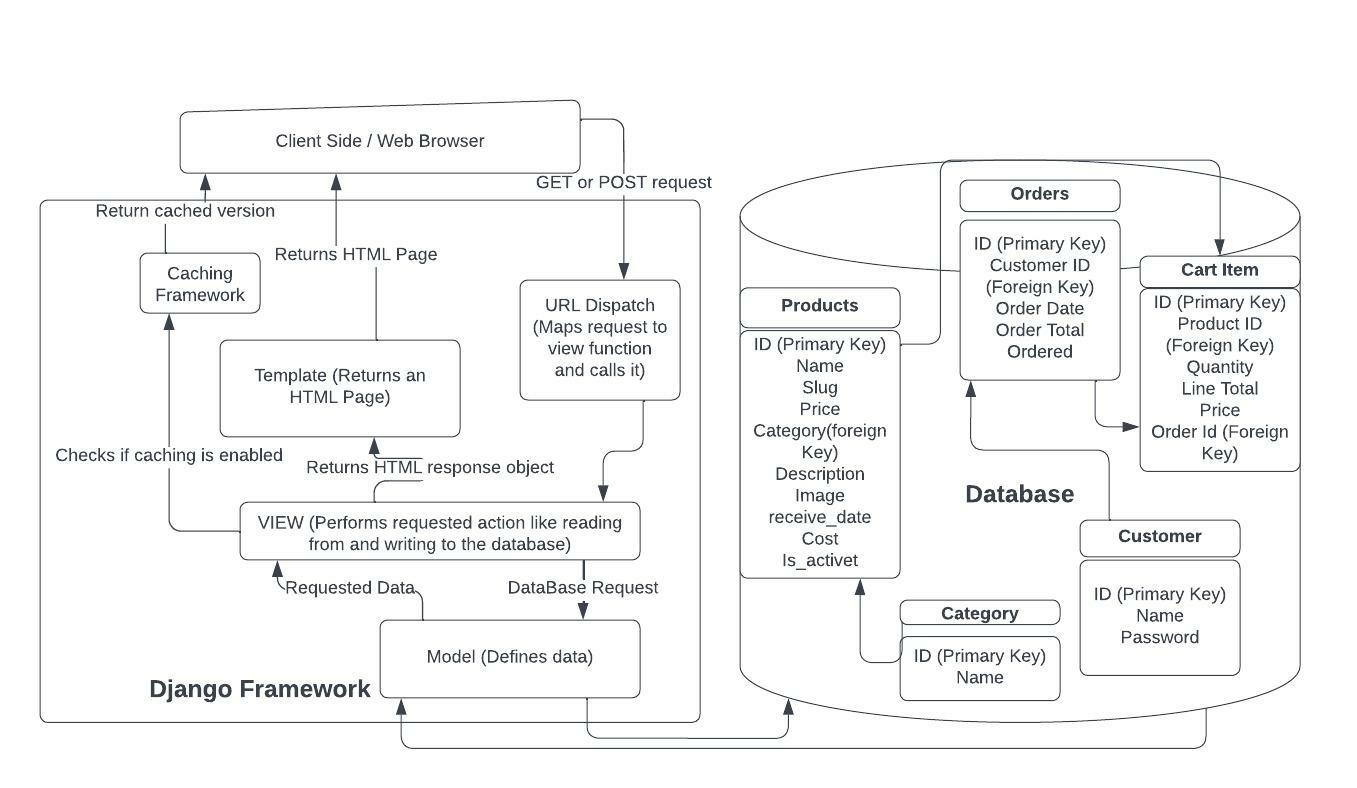 Client Side / Web Browser
GET or POST request
Return cached version
Returns HTML Page
Caching
Framework
URL Dispatch
(Maps request to
view function
and calls it)
Template (Returns an
HTML Page)
Checks if caching is enabled
Returns HTML response object
VIEW (Performs requested action like reading
from and writing to the database)
Requested Data
DataBase Request
Model (Defines data)
Django Framework
Orders
ID (Primary Key)
Customer ID
(Foreign Key)
Order Date
Order Total
Ordered
Cart Item
ID (Primary Key)
Product ID
(Foreign Key)
Quantity
Line Total
Price
Order Id (Foreign
Key)
Products
ID (Primary Key)
Name
Slug
Price
Category(foreign
Key)
Description
Image
receive_date
Cost
Is_activet
Database
Customer
ID (Primary Key)
Name
Password
Category
ID (Primary Key)
Name